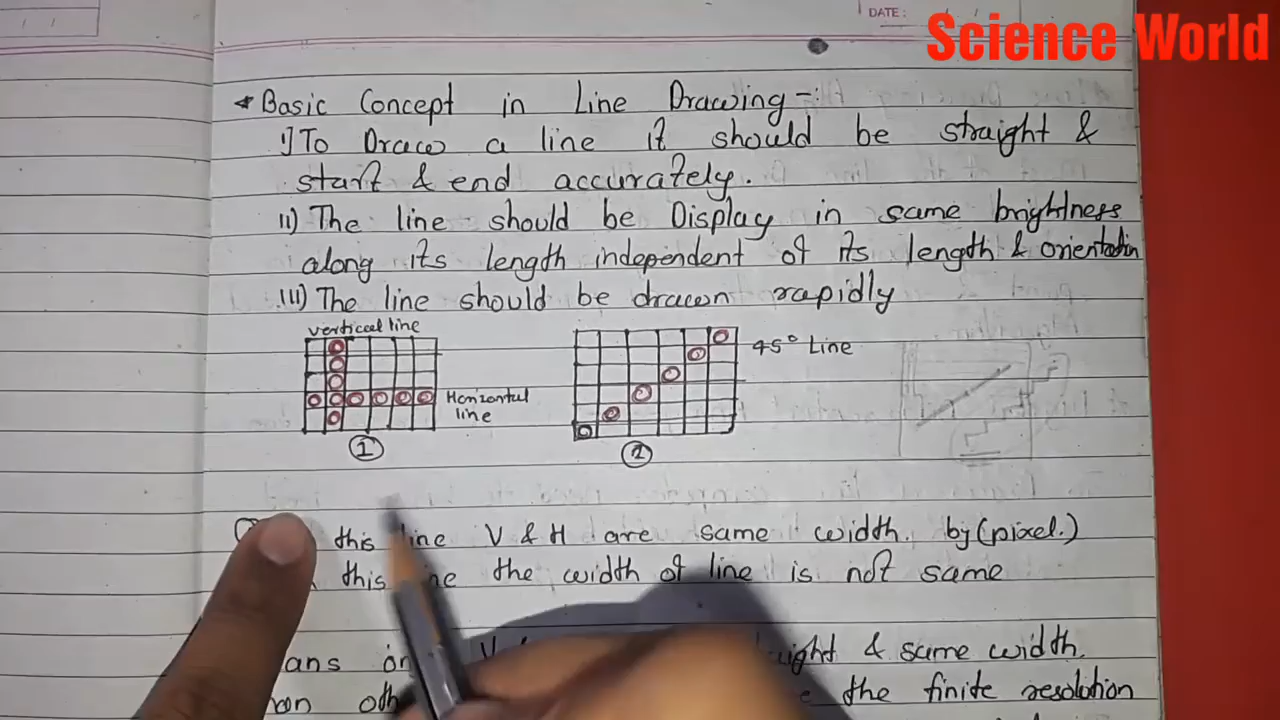 DATE :
Science World
* Basic Concept in Line Drawing -:
i) To Draw a line it should be straight &
start & end accurately.
ii) The line should be Display in same brightness
along its length independent of its length & orientation
iii) The line should be drawn rapidly
verticcal line
45° Line
Horizontal
line
1
2
this line V & H are same width. by (pixel.)
this the width of line is not same
& same width.
the finite resolution